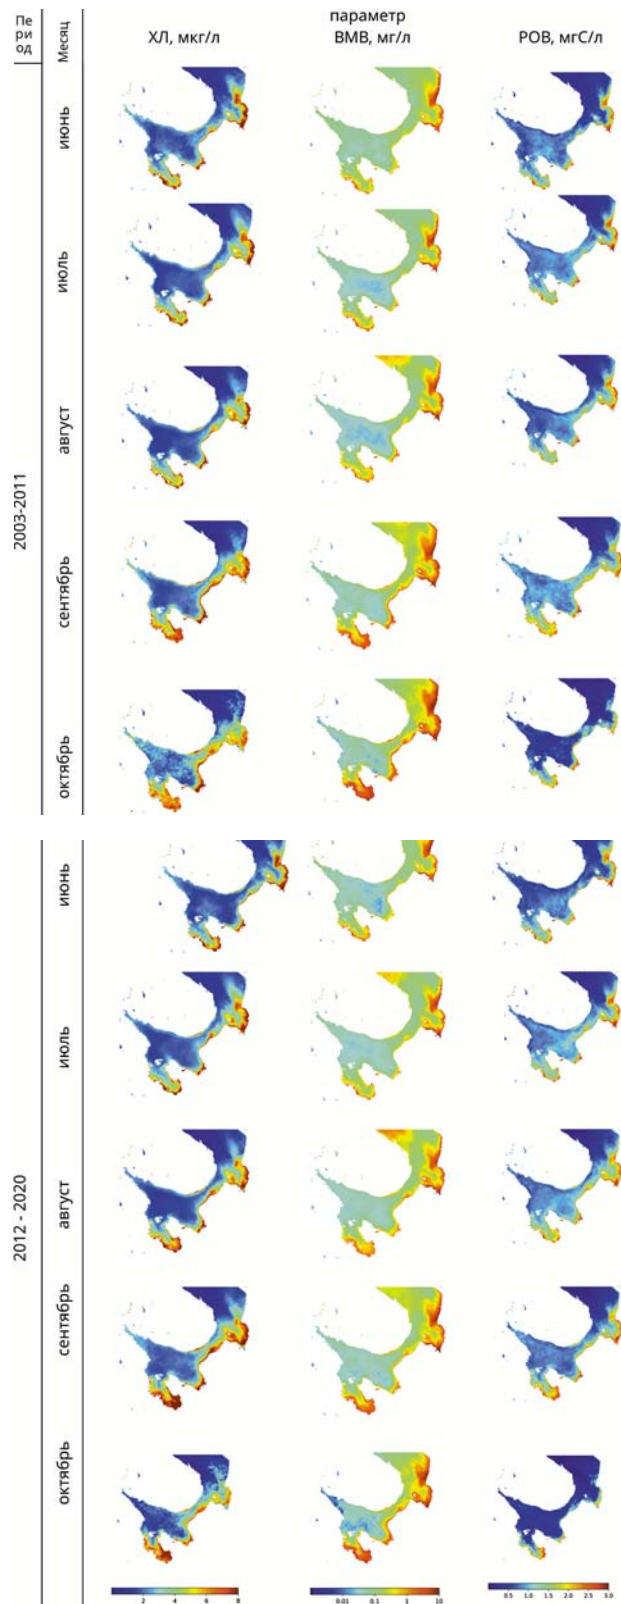 Пе
ри
од
Месяц
параметр
ХЛ, мкг/л
ВМВ, мг/л
РОВ, мгС/л
2003-2011
июнь
июль
август
сентябрь
октябрь
2012 - 2020
июнь
июль
август
сентябрь
октябрь
2 4 6 8
0.01 0.1 1 10
0.5 1.0 1.5 2.0 2.5 3.0